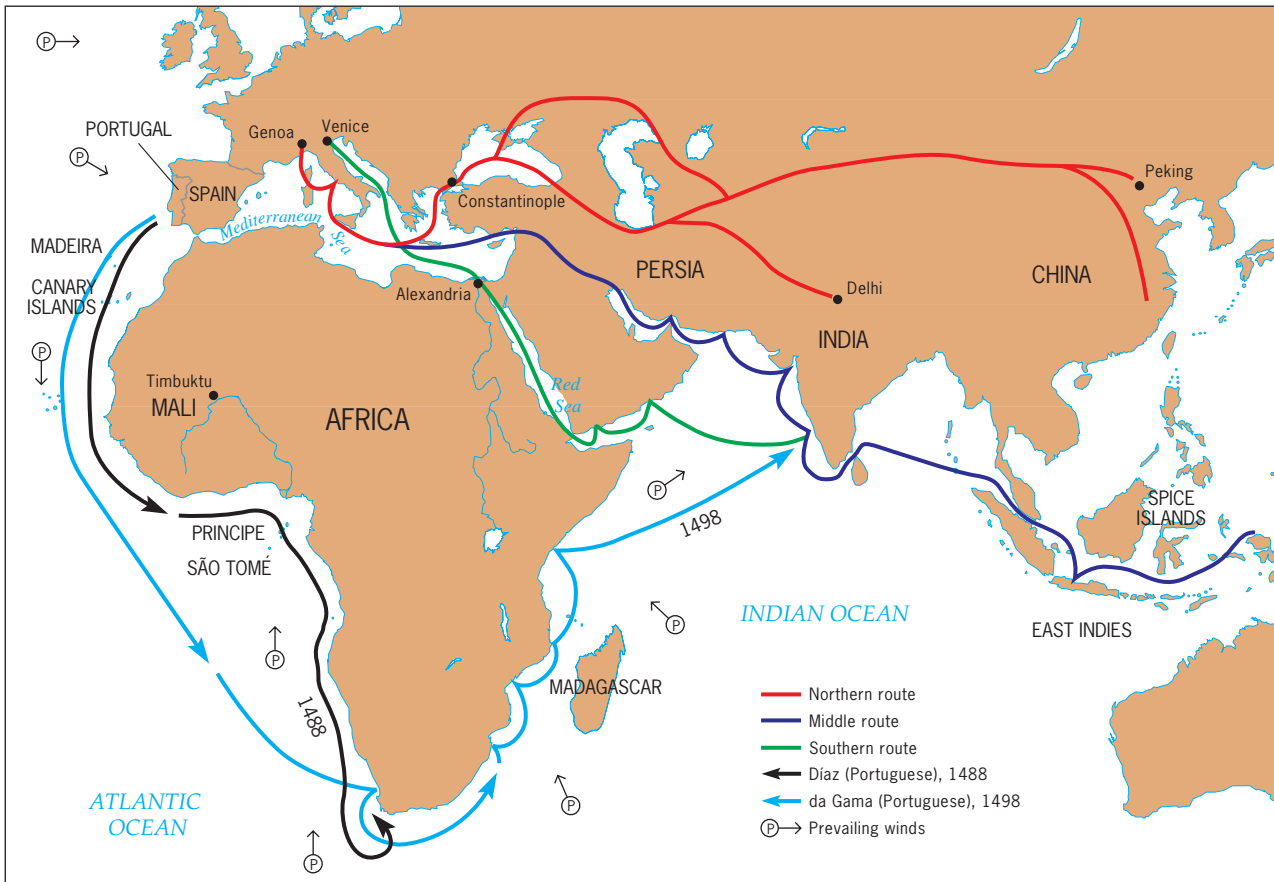 P
Genoa
Venice
PORTUGAL
P
SPAIN
Constantinople
Peking
Mediterranean
Sea
MADEIRA
CANARY
ISLANDS
PERSIA
CHINA
Alexandria
Delhi
INDIA
P
Timbuktu
MALI
AFRICA
Red
Sea
P
1498
SPICE
ISLANDS
PRINCIPE
SÃO TOMÉ
P
P
INDIAN OCEAN
EAST INDIES
MADAGASCAR
1488
P
P
ATLANTIC
OCEAN
Northern route
Middle route
Southern route
Díaz (Portuguese), 1488
da Gama (Portuguese), 1498
P Prevailing winds